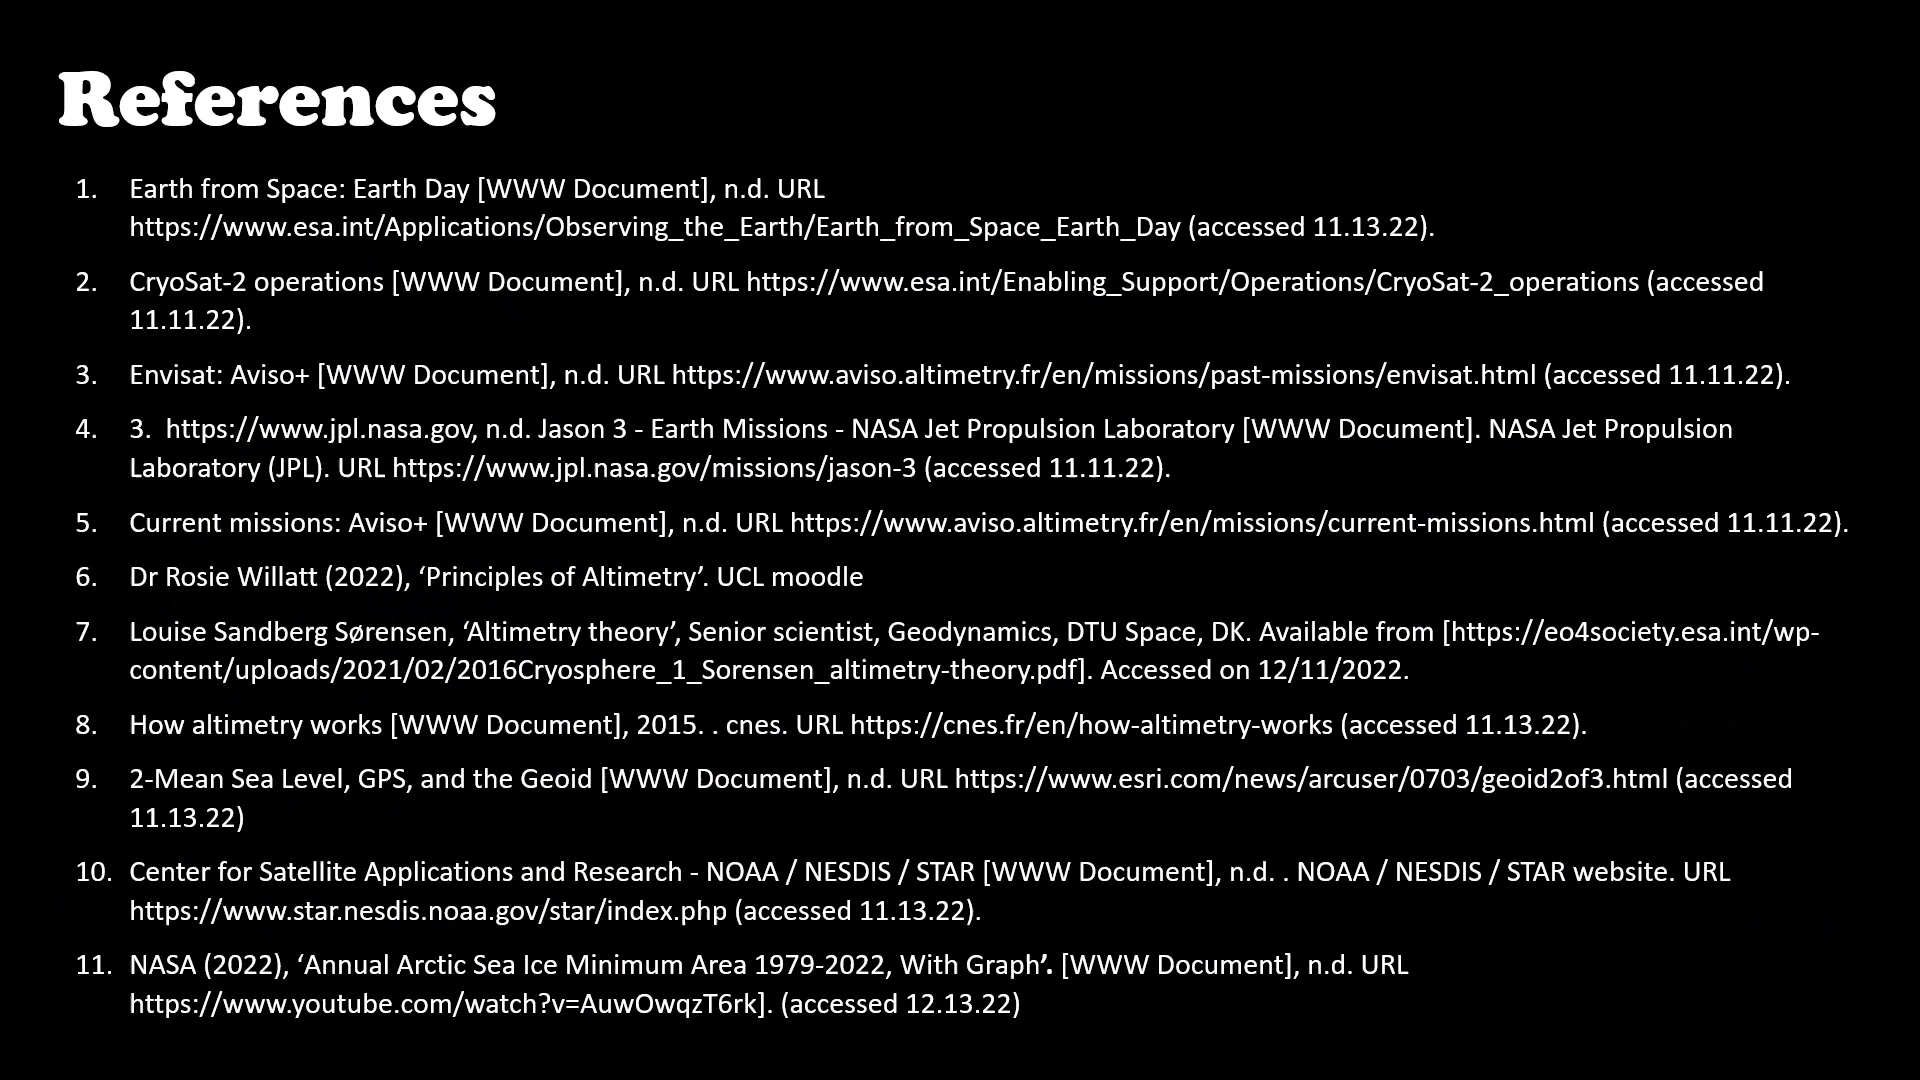 References
1. Earth from Space: Earth Day [WWW Document], n.d. URL
https://www.esa.int/Applications/Observing_the_Earth/Earth_from_Space_Earth_Day (accessed 11.13.22).
2. CryoSat-2 operations [WWW Document], n.d. URL https://www.esa.int/Enabling_Support/Operations/CryoSat-2_operations (accessed
11.11.22).
3. Envisat: Aviso+ [WWW Document], n.d. URL https://www.aviso.altimetry.fr/en/missions/past-missions/envisat.html (accessed 11.11.22).
4. 3. https://www.jpl.nasa.gov, n.d. Jason 3 - Earth Missions - NASA Jet Propulsion Laboratory [WWW Document]. NASA Jet Propulsion
Laboratory (JPL). URL https://www.jpl.nasa.gov/missions/jason-3 (accessed 11.11.22).
5. Current missions: Aviso+ [WWW Document], n.d. URL https://www.aviso.altimetry.fr/en/missions/current-missions.html (accessed 11.11.22).
6. Dr Rosie Willatt (2022), ‘Principles of Altimetry’. UCL moodle
7. Louise Sandberg Sørensen, ‘Altimetry theory’, Senior scientist, Geodynamics, DTU Space, DK. Available from [https://eo4society.esa.int/wp-
content/uploads/2021/02/2016Cryosphere_1_Sorensen_altimetry-theory.pdf]. Accessed on 12/11/2022.
8. How altimetry works [WWW Document], 2015. . cnes. URL https://cnes.fr/en/how-altimetry-works (accessed 11.13.22).
9. 2-Mean Sea Level, GPS, and the Geoid [WWW Document], n.d. URL https://www.esri.com/news/arcuser/0703/geoid2of3.html (accessed
11.13.22)
10. Center for Satellite Applications and Research - NOAA / NESDIS / STAR [WWW Document], n.d. . NOAA / NESDIS / STAR website. URL
https://www.star.nesdis.noaa.gov/star/index.php (accessed 11.13.22).
11. NASA (2022), ‘Annual Arctic Sea Ice Minimum Area 1979-2022, With Graph’. [WWW Document], n.d. URL
https://www.youtube.com/watch?v=AuwOwqzT6rk]. (accessed 12.13.22)